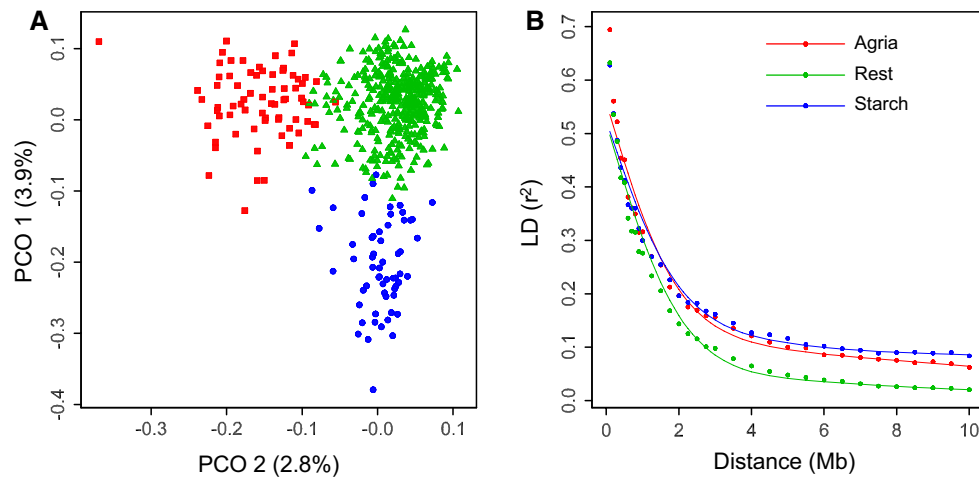 A
PCO 1 (3.9%)
0.1
0.0
-0.1
-0.2
-0.3
-0.4
-0.3
-0.2
-0.1
-0.0
0.1
PCO 2 (2.8%)
B
LD (r²)
0.7
0.6
0.5
0.4
0.3
0.2
0.1
0.0
Agria
Rest
Starch
0
2
4
6
8
10
Distance (Mb)